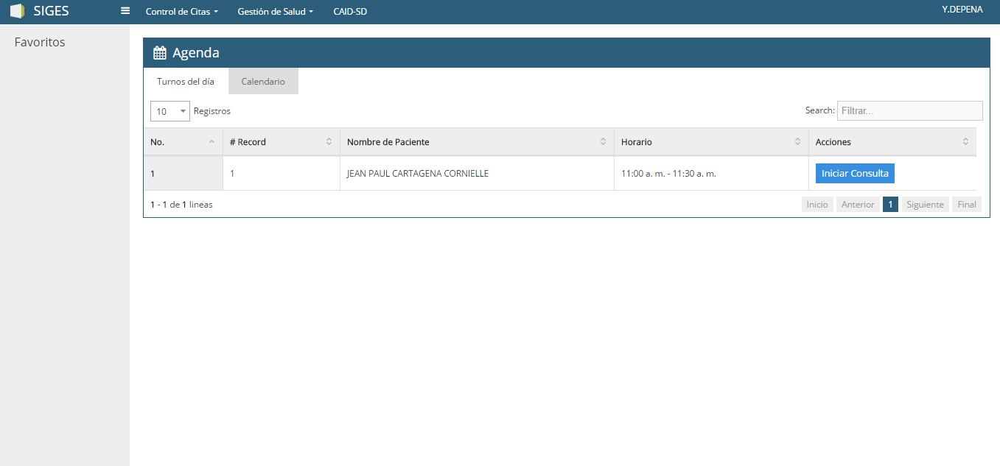 SIGES Control de Citas Gestión de Salud CAID-SD Y.DEPENA
Favoritos
Agenda
Turnos del día Calendario
10 Registros Search: Filtrar...
No. # Record Nombre de Paciente Horario Acciones
1 1 JEAN PAUL CARTAGENA CORNIELLE 11:00 a. m. - 11:30 a. m. Iniciar Consulta
1 - 1 de 1 lineas Inicio Anterior 1 Siguiente Final